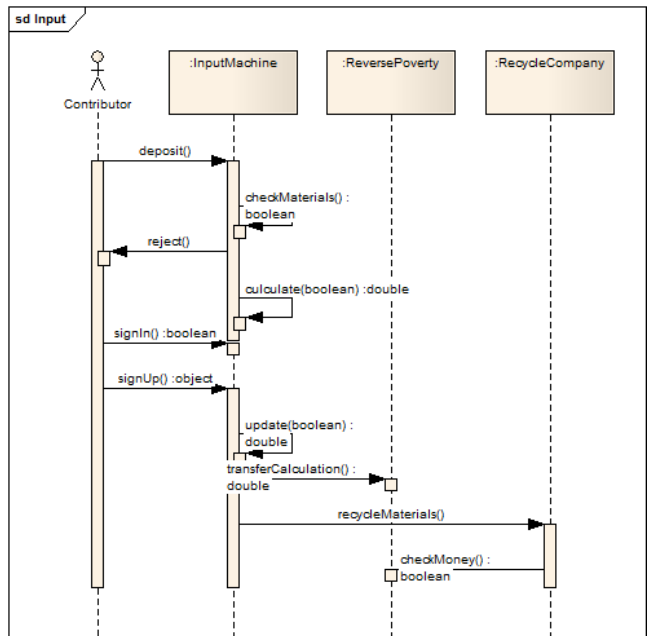 sd Input
:InputMachine
:ReversePoverty
:RecycleCompany
Contributor
deposit()
checkMaterials() :
boolean
reject()
culculate(boolean) :double
signIn() :boolean
signUp() :object
update(boolean) :
double
transferCalculation() :
double
recycleMaterials()
checkMoney() :
boolean